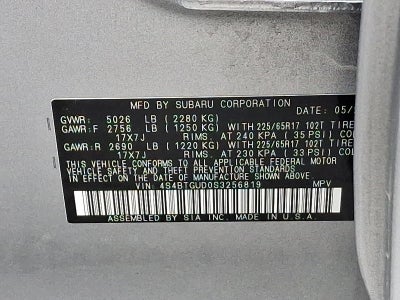 MFD BY SUBARU CORPORATION DATE: 05/
GVWR: 5026 LB (2280 KG)
GAWR:F 2756 LB (1250 KG) WITH 225/65R17 102T TIRE
17X7J RIMS.AT 240 KPA (35 PSI) COLD
GAWR:R 2690 LB (1220 KG) WITH 225/65R17 102T TIRE
17X7J RIMS.AT 230 KPA (33 PSI) COL
THIS VEHICLE CONFORMS TO ALL APPLICABLE FEDERAL MOTOR
VEHICLE SAFETY AND THEFT PREVENTION STANDARDS IN
EFFECT ON THE DATE OF MANUFACTURE SHOWN ABOVE.
VIN: 4S4BTGUD0S3256819 MPV
ASSEMBLED BY SIA INC. MADE IN U.S.A.